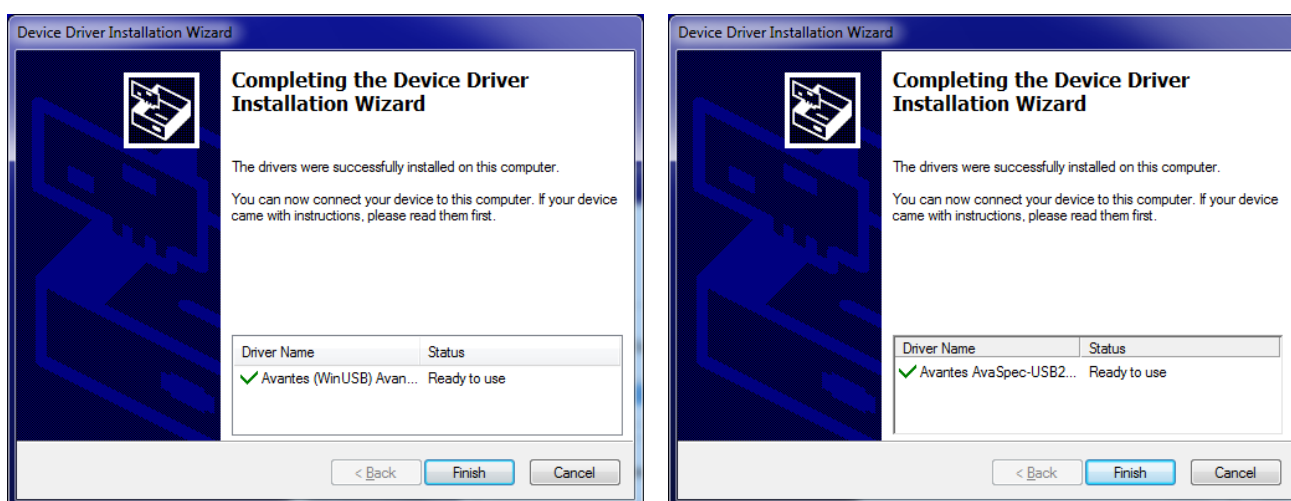 Device Driver Installation Wizard
Completing the Device Driver
Installation Wizard
The drivers were successfully installed on this computer.
You can now connect your device to this computer. If your device
came with instructions, please read them first.
Driver Name Status
Avantes (WinUSB) Avan... Ready to use
< Back Finish Cancel
Device Driver Installation Wizard
Completing the Device Driver
Installation Wizard
The drivers were successfully installed on this computer.
You can now connect your device to this computer. If your device
came with instructions, please read them first.
Driver Name Status
Avantes AvaSpec-USB2... Ready to use
< Back Finish Cancel